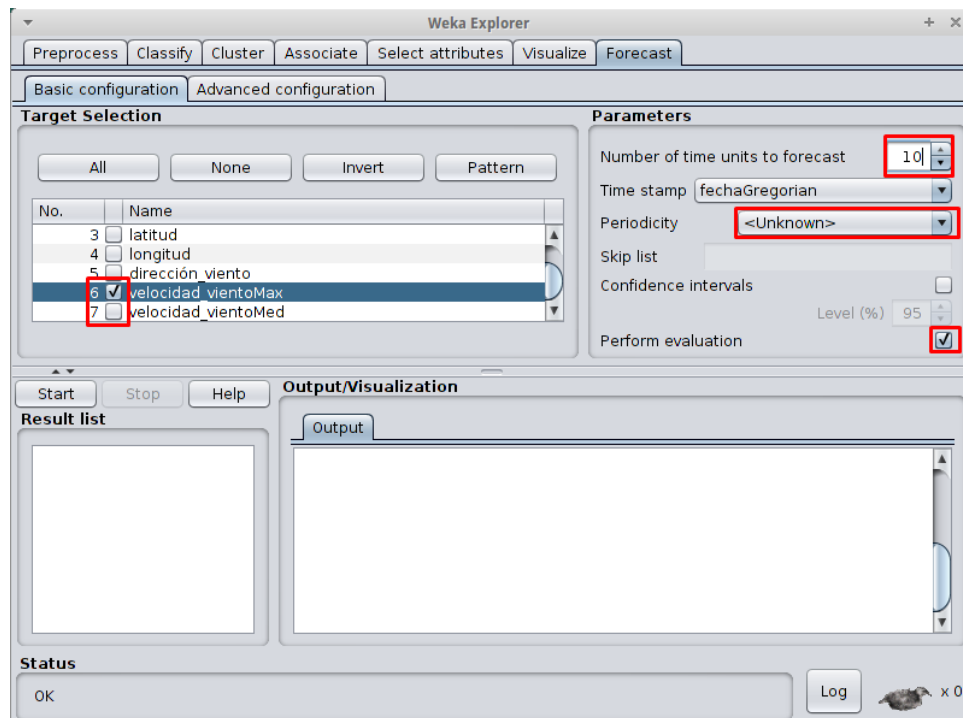 Weka Explorer
Preprocess Classify Cluster Associate Select attributes Visualize Forecast
Basic configuration Advanced configuration
Target Selection
All None Invert Pattern
No. Name
3 latitud
4 longitud
5 dirección_viento
6 velocidad_vientoMax
7 velocidad_vientoMed
Parameters
Number of time units to forecast 10
Time stamp fechaGregorian
Periodicity <Unknown>
Skip list
Confidence intervals
Level (%) 95
Perform evaluation
Start Stop Help
Result list
Output/Visualization
Output
Status
OK
Log x 0